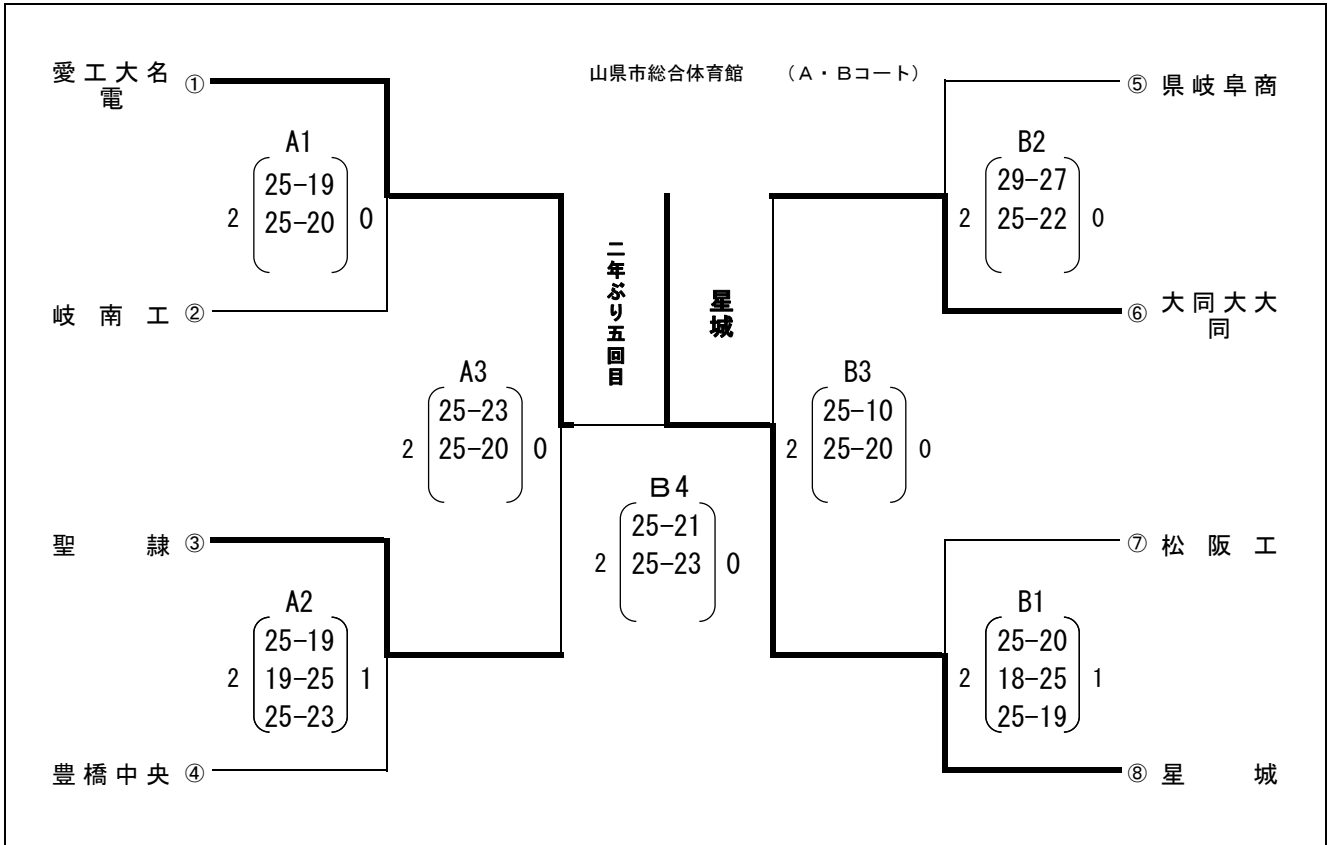 山県市総合体育館 (A・Bコート)
愛工大名
電 ①
A1
25-19
2 25-20 0
岐南工 ②
A3
25-23
2 25-20 0
聖隷 ③
A2
25-19
2 19-25 1
25-23
豊橋中央 ④
二年ぶり五回目
星城
B4
25-21
2 25-23 0
⑤ 県岐阜商
B2
29-27
2 25-22 0
⑥ 大同大大
同
B3
25-10
2 25-20 0
⑦ 松阪工
B1
25-20
2 18-25 1
25-19
⑧ 星城